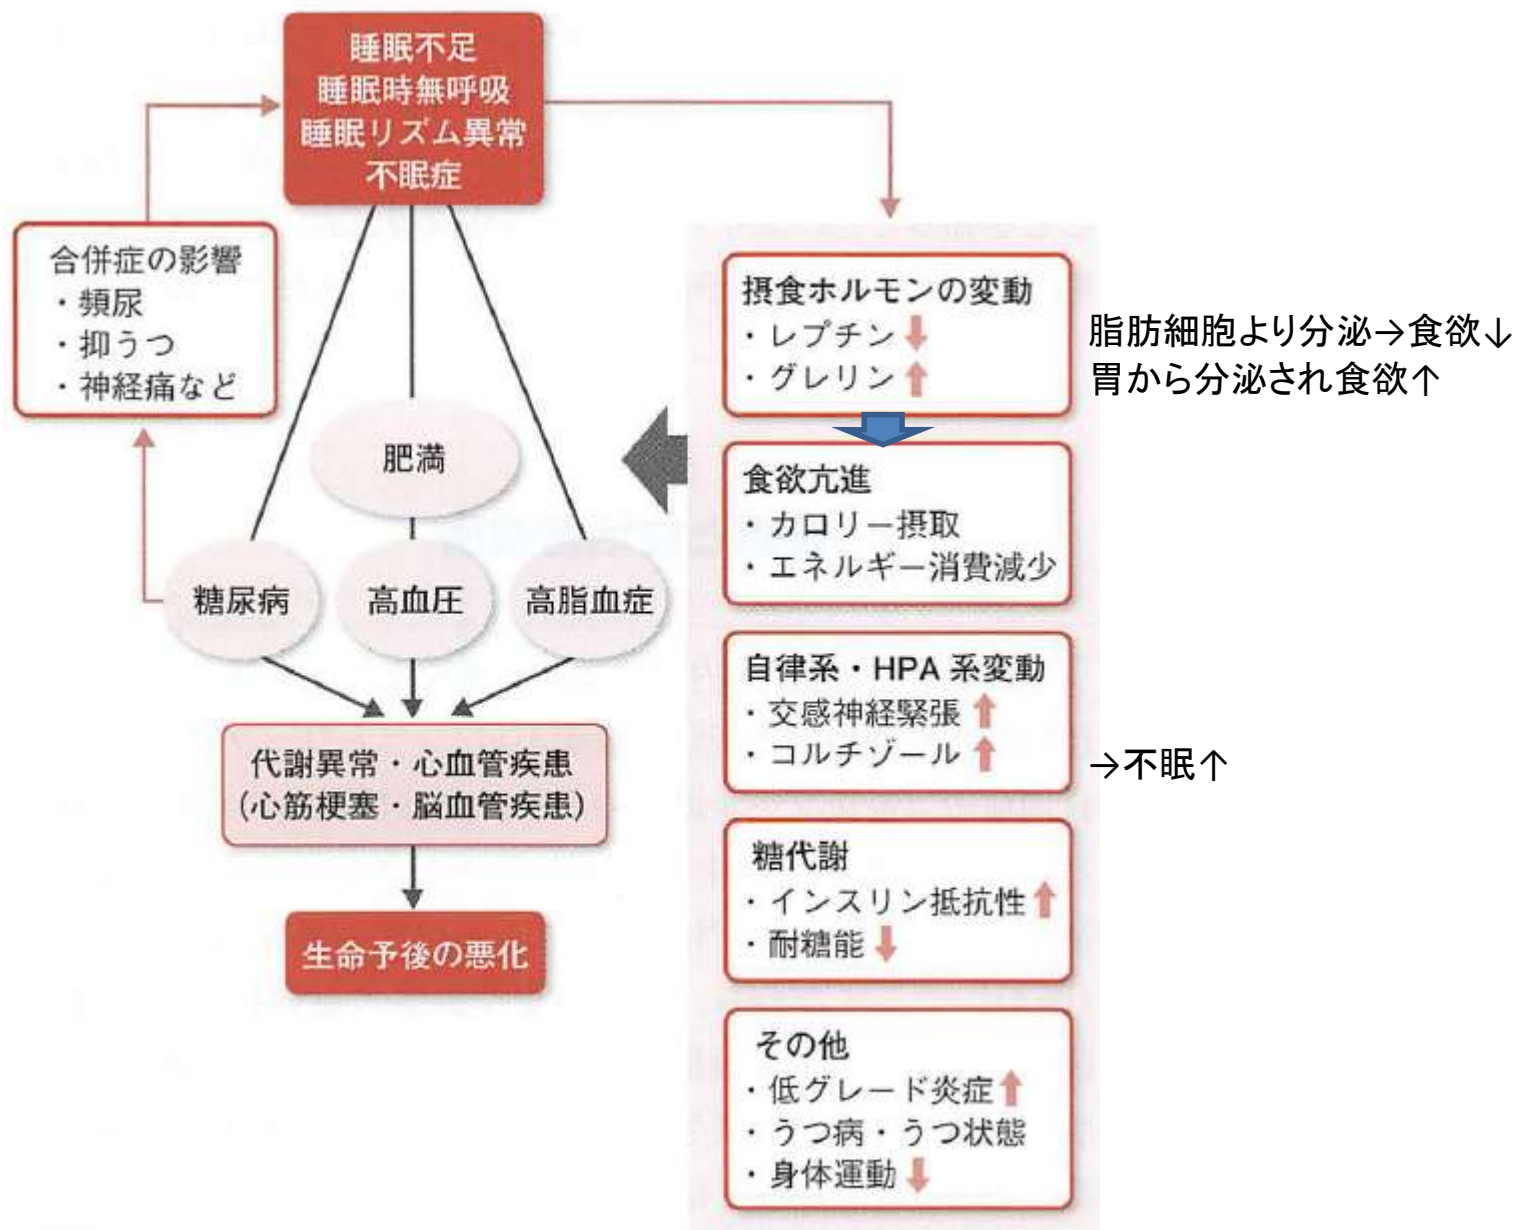 睡眠不足
睡眠時無呼吸
睡眠リズム異常
不眠症
合併症の影響
・頻尿
・抑うつ
・神経痛など
肥満
糖尿病
高血圧
高脂血症
代謝異常・心血管疾患
(心筋梗塞・脳血管疾患)
生命予後の悪化
摂食ホルモンの変動
・レプチン⬇
・グレリン⬆
脂肪細胞より分泌→食欲↓
胃から分泌され食欲↑
食欲亢進
・カロリー摂取
・エネルギー消費減少
自律系・HPA 系変動
・交感神経緊張⬆
・コルチゾール⬆
→不眠↑
糖代謝
・インスリン抵抗性⬆
・耐糖能⬇
その他
・低グレード炎症⬆
・うつ病・うつ状態
・身体運動⬇